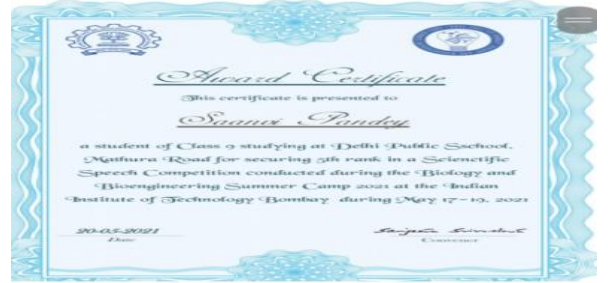 Award Certificate
This certificate is presented to
Saanvi Pandey
a student of Class 9 studying at Delhi Public Sschool,
Mathura Road for securing 5th rank in a Scienctific
Speech Competition conducted during the Biology and
Bioengineering Summer Camp 2021 at the Indian
Institute of Technology Bombay during May 17-19, 2021
20-05-2021
Date
Convenor